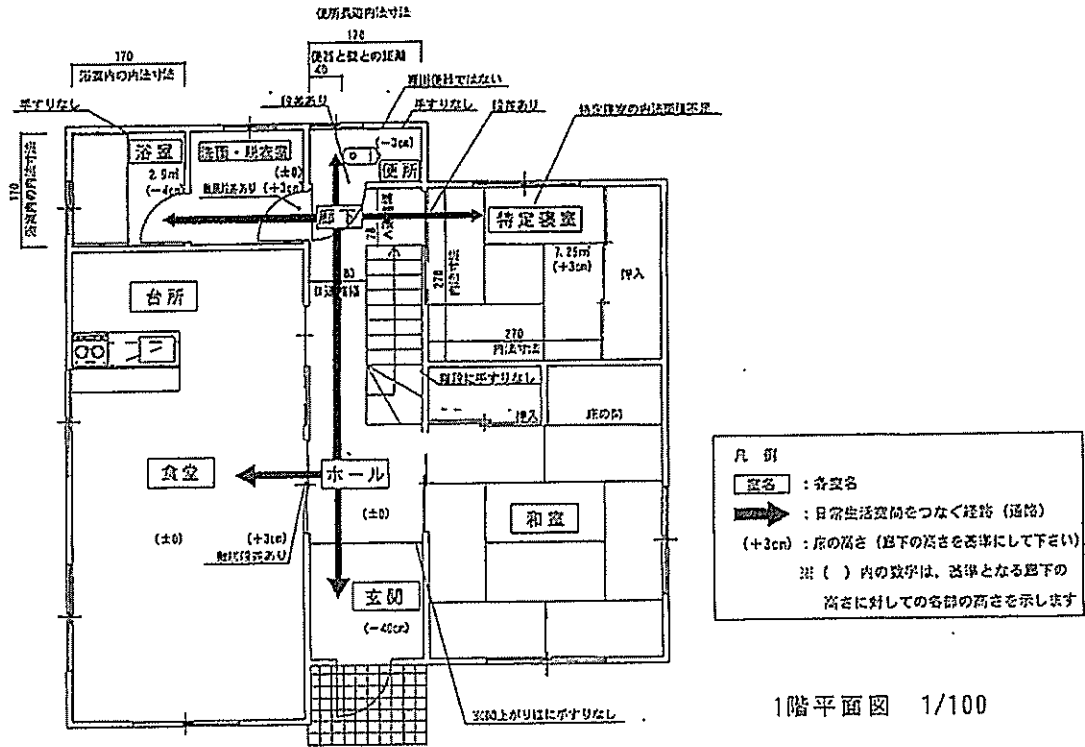 便所長辺内法寸法
170
便器と壁との距離
40
170
浴室内の内法寸法
手すりなし
段差あり
洋式便器ではない
手すりなし
段差あり
特定寝室の内法面積不足
浴室
洗面・脱衣室
(-3cm)
便所
2.9㎡
(-4cm)
(±0)
(+3cm)
170
浴室内の内法寸法
廊下
特定寝室
78
7.25㎡
(+3cm)
270
内法寸法
押入
270
内法寸法
台所
階段に手すりなし
押入
床の間
食堂
ホール
和室
(±0)
(+3cm)
(±0)
玄関
(-40cm)
玄関上がりはに手すりなし
凡例
室名 : 各室名
: 日常生活空間をつなぐ経路 (通路)
(+3cm) : 床の高さ (廊下の高さを基準にして下さい)
※ ( ) 内の数字は、基準となる廊下の
高さに対しての各部の高さを示します
1階平面図 1/100